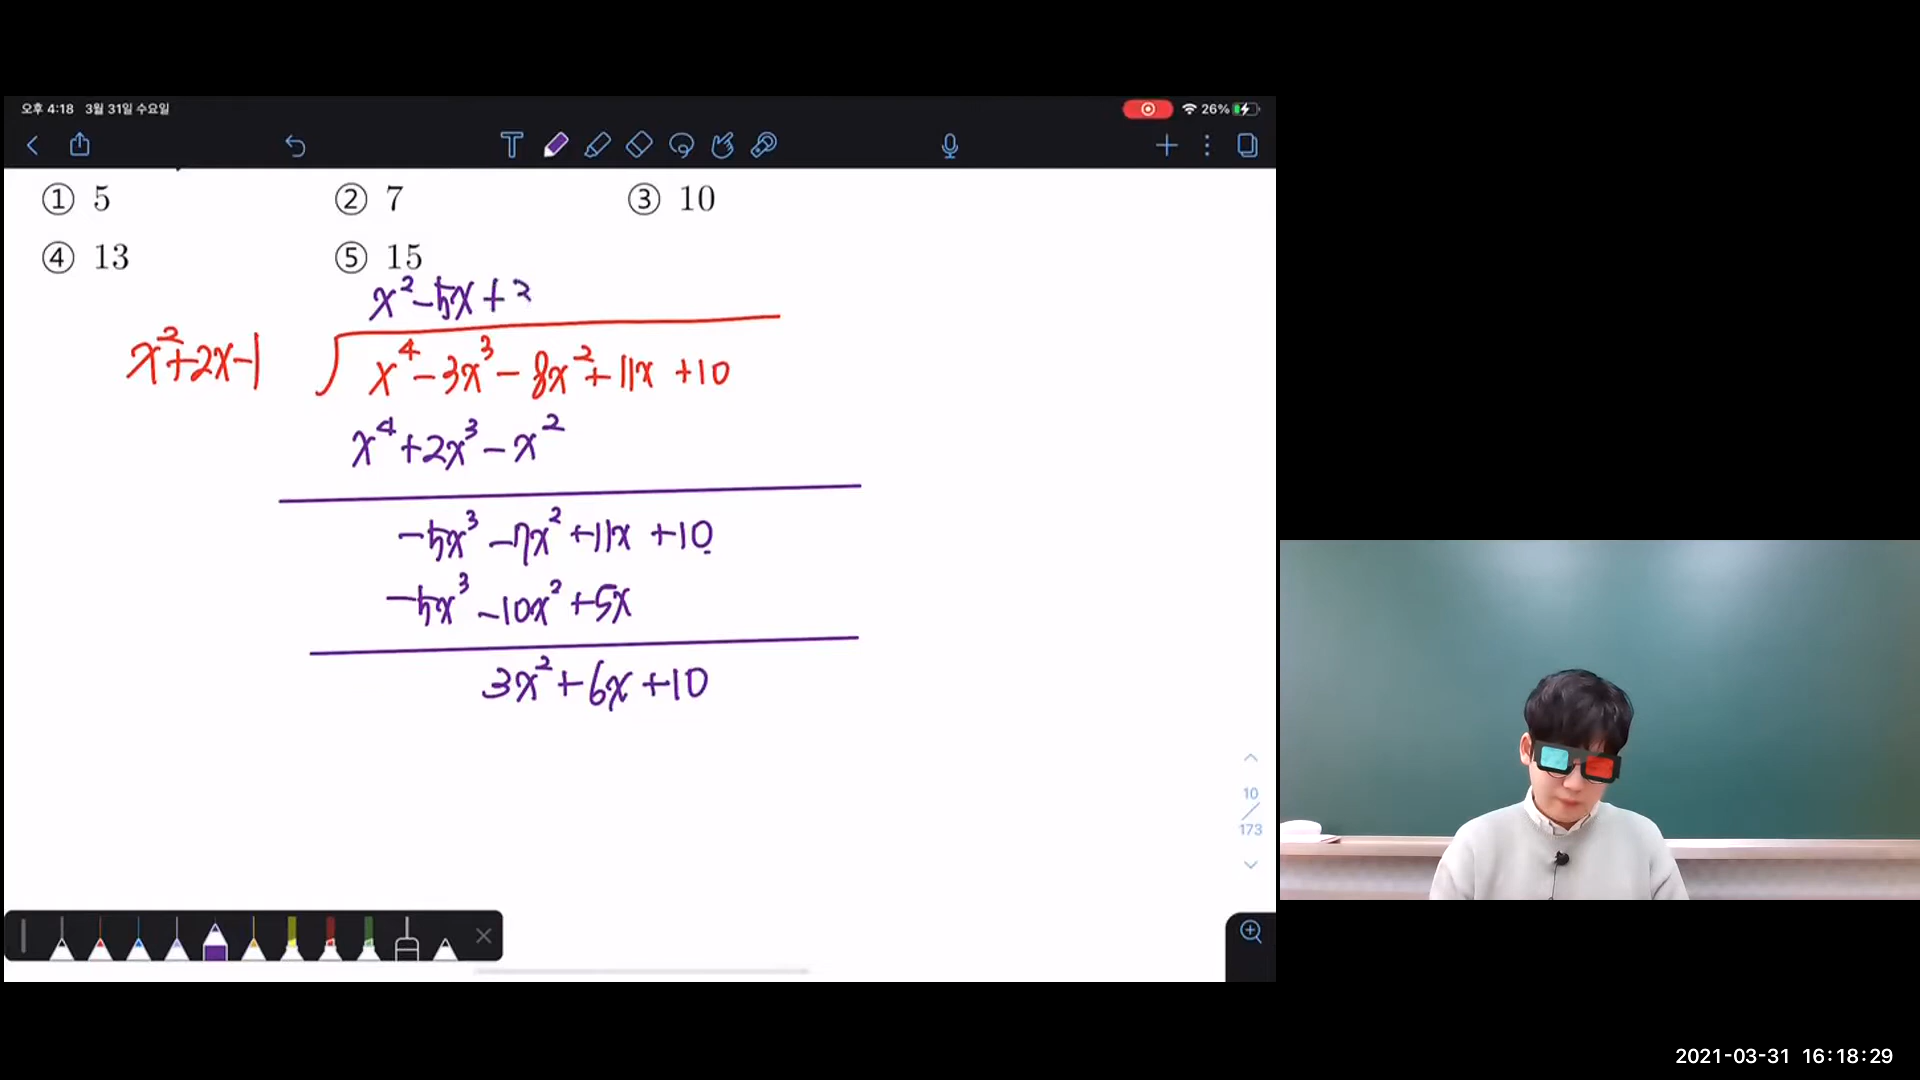 오후 4:18 3월 31일 수요일
26%
① 5 ② 7 ③ 10
④ 13 ⑤ 15
x² - 5x + 3
x² + 2x - 1
x⁴ - 3x³ - 8x² + 11x + 10
x⁴ + 2x³ - x²
-5x³ - 7x² + 11x + 10
-5x³ - 10x² + 5x
3x² + 6x + 10
10
173
2021-03-31 16:18:29